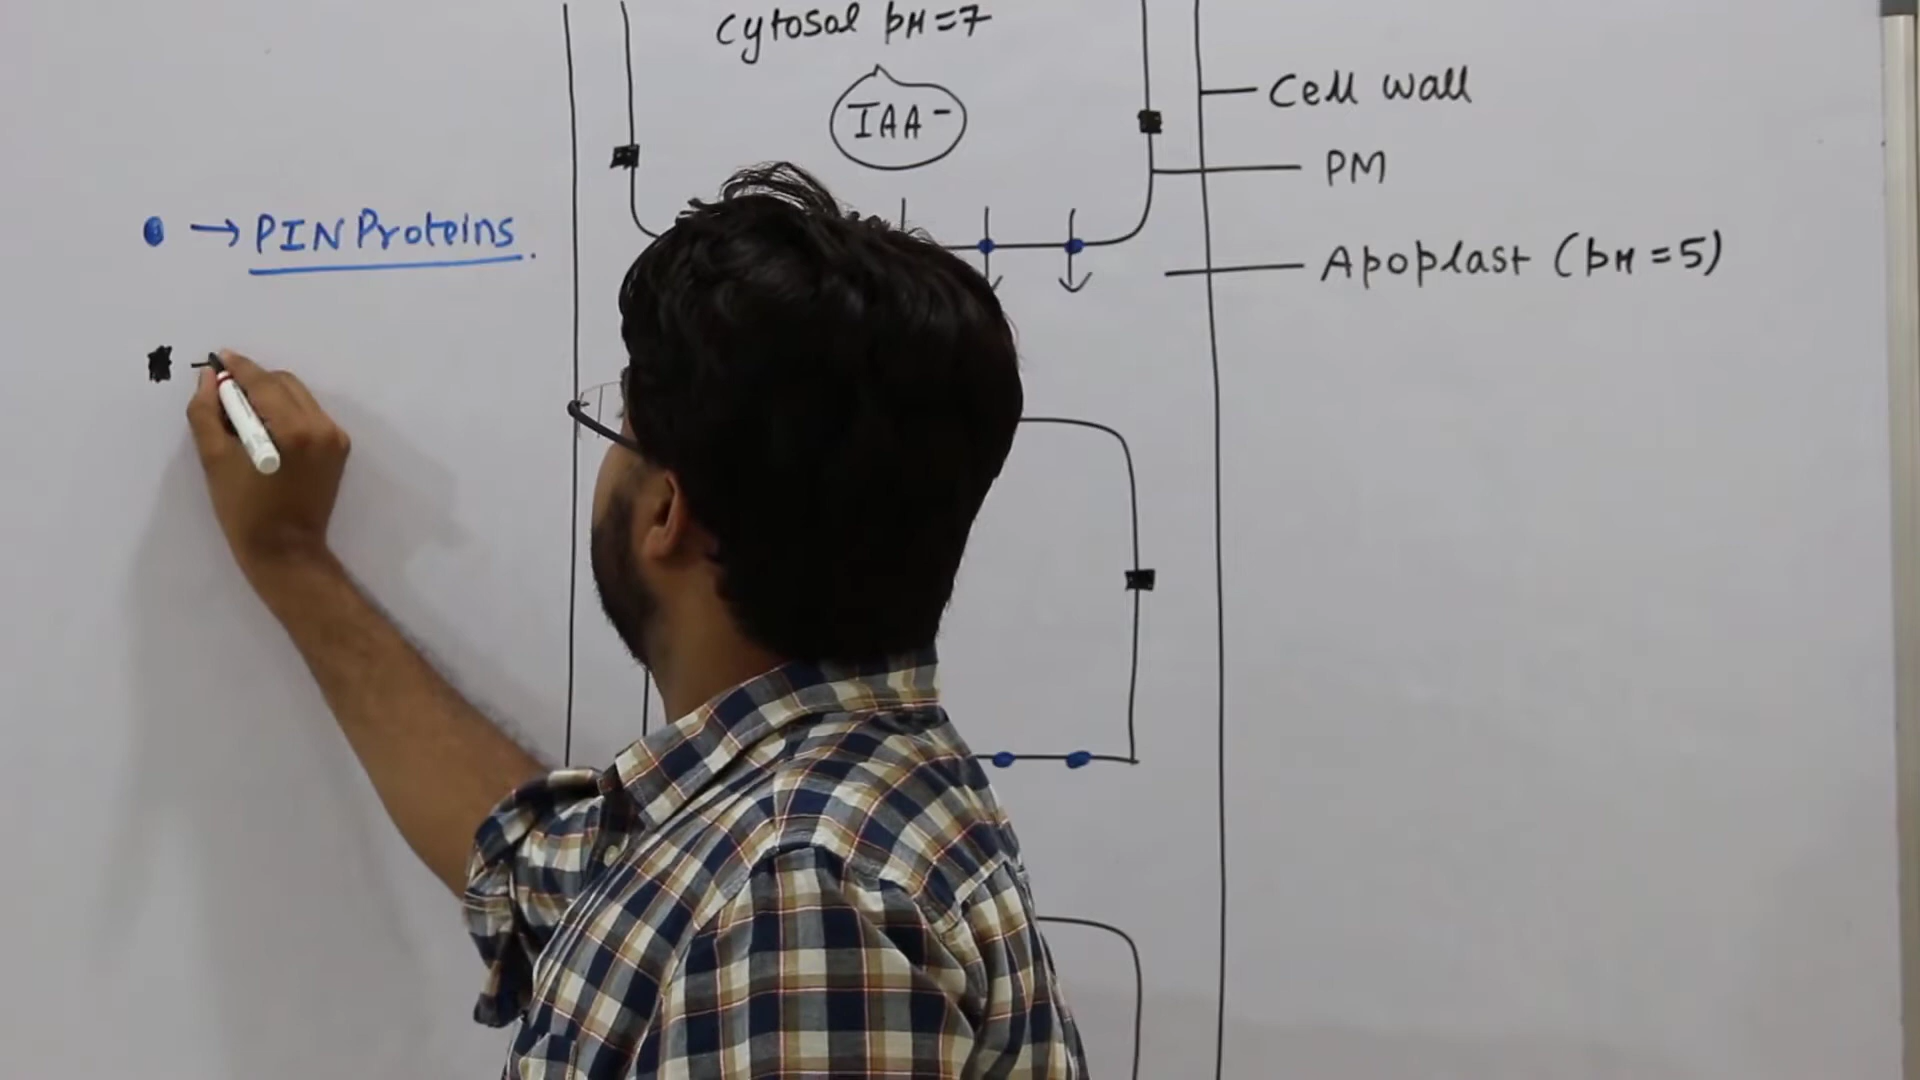 Cytosol pH=7
IAA-
Cell wall
PM
Apoplast (pH=5)
→ PIN Proteins.